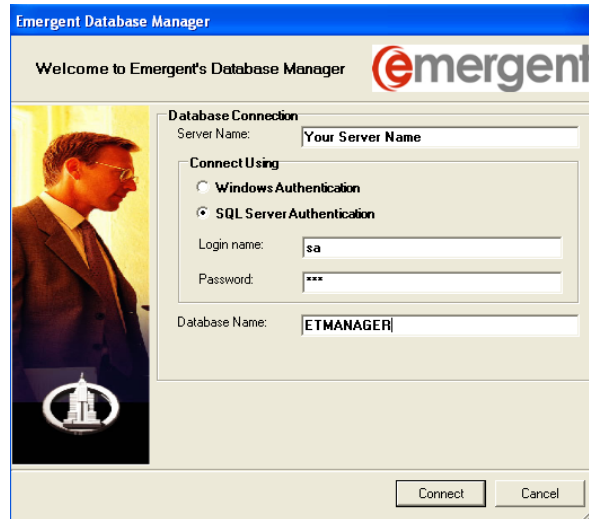 Emergent Database Manager
Welcome to Emergent's Database Manager
emergent
Database Connection
Server Name: Your Server Name
Connect Using
Windows Authentication
SQL Server Authentication
Login name: sa
Password: ***
Database Name: ETMANAGER
Connect Cancel